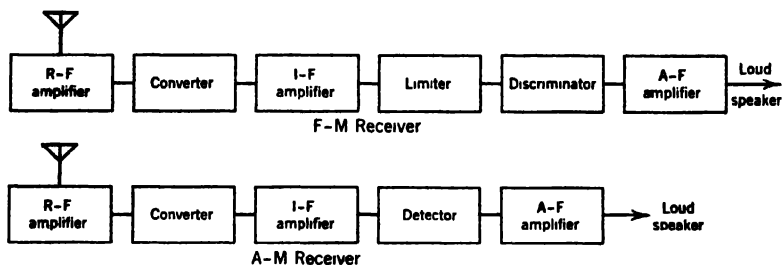 R-F
amplifier
Converter
I-F
amplifier
Limiter
Discriminator
A-F
amplifier
Loud
speaker
F-M Receiver
R-F
amplifier
Converter
I-F
amplifier
Detector
A-F
amplifier
Loud
speaker
A-M Receiver